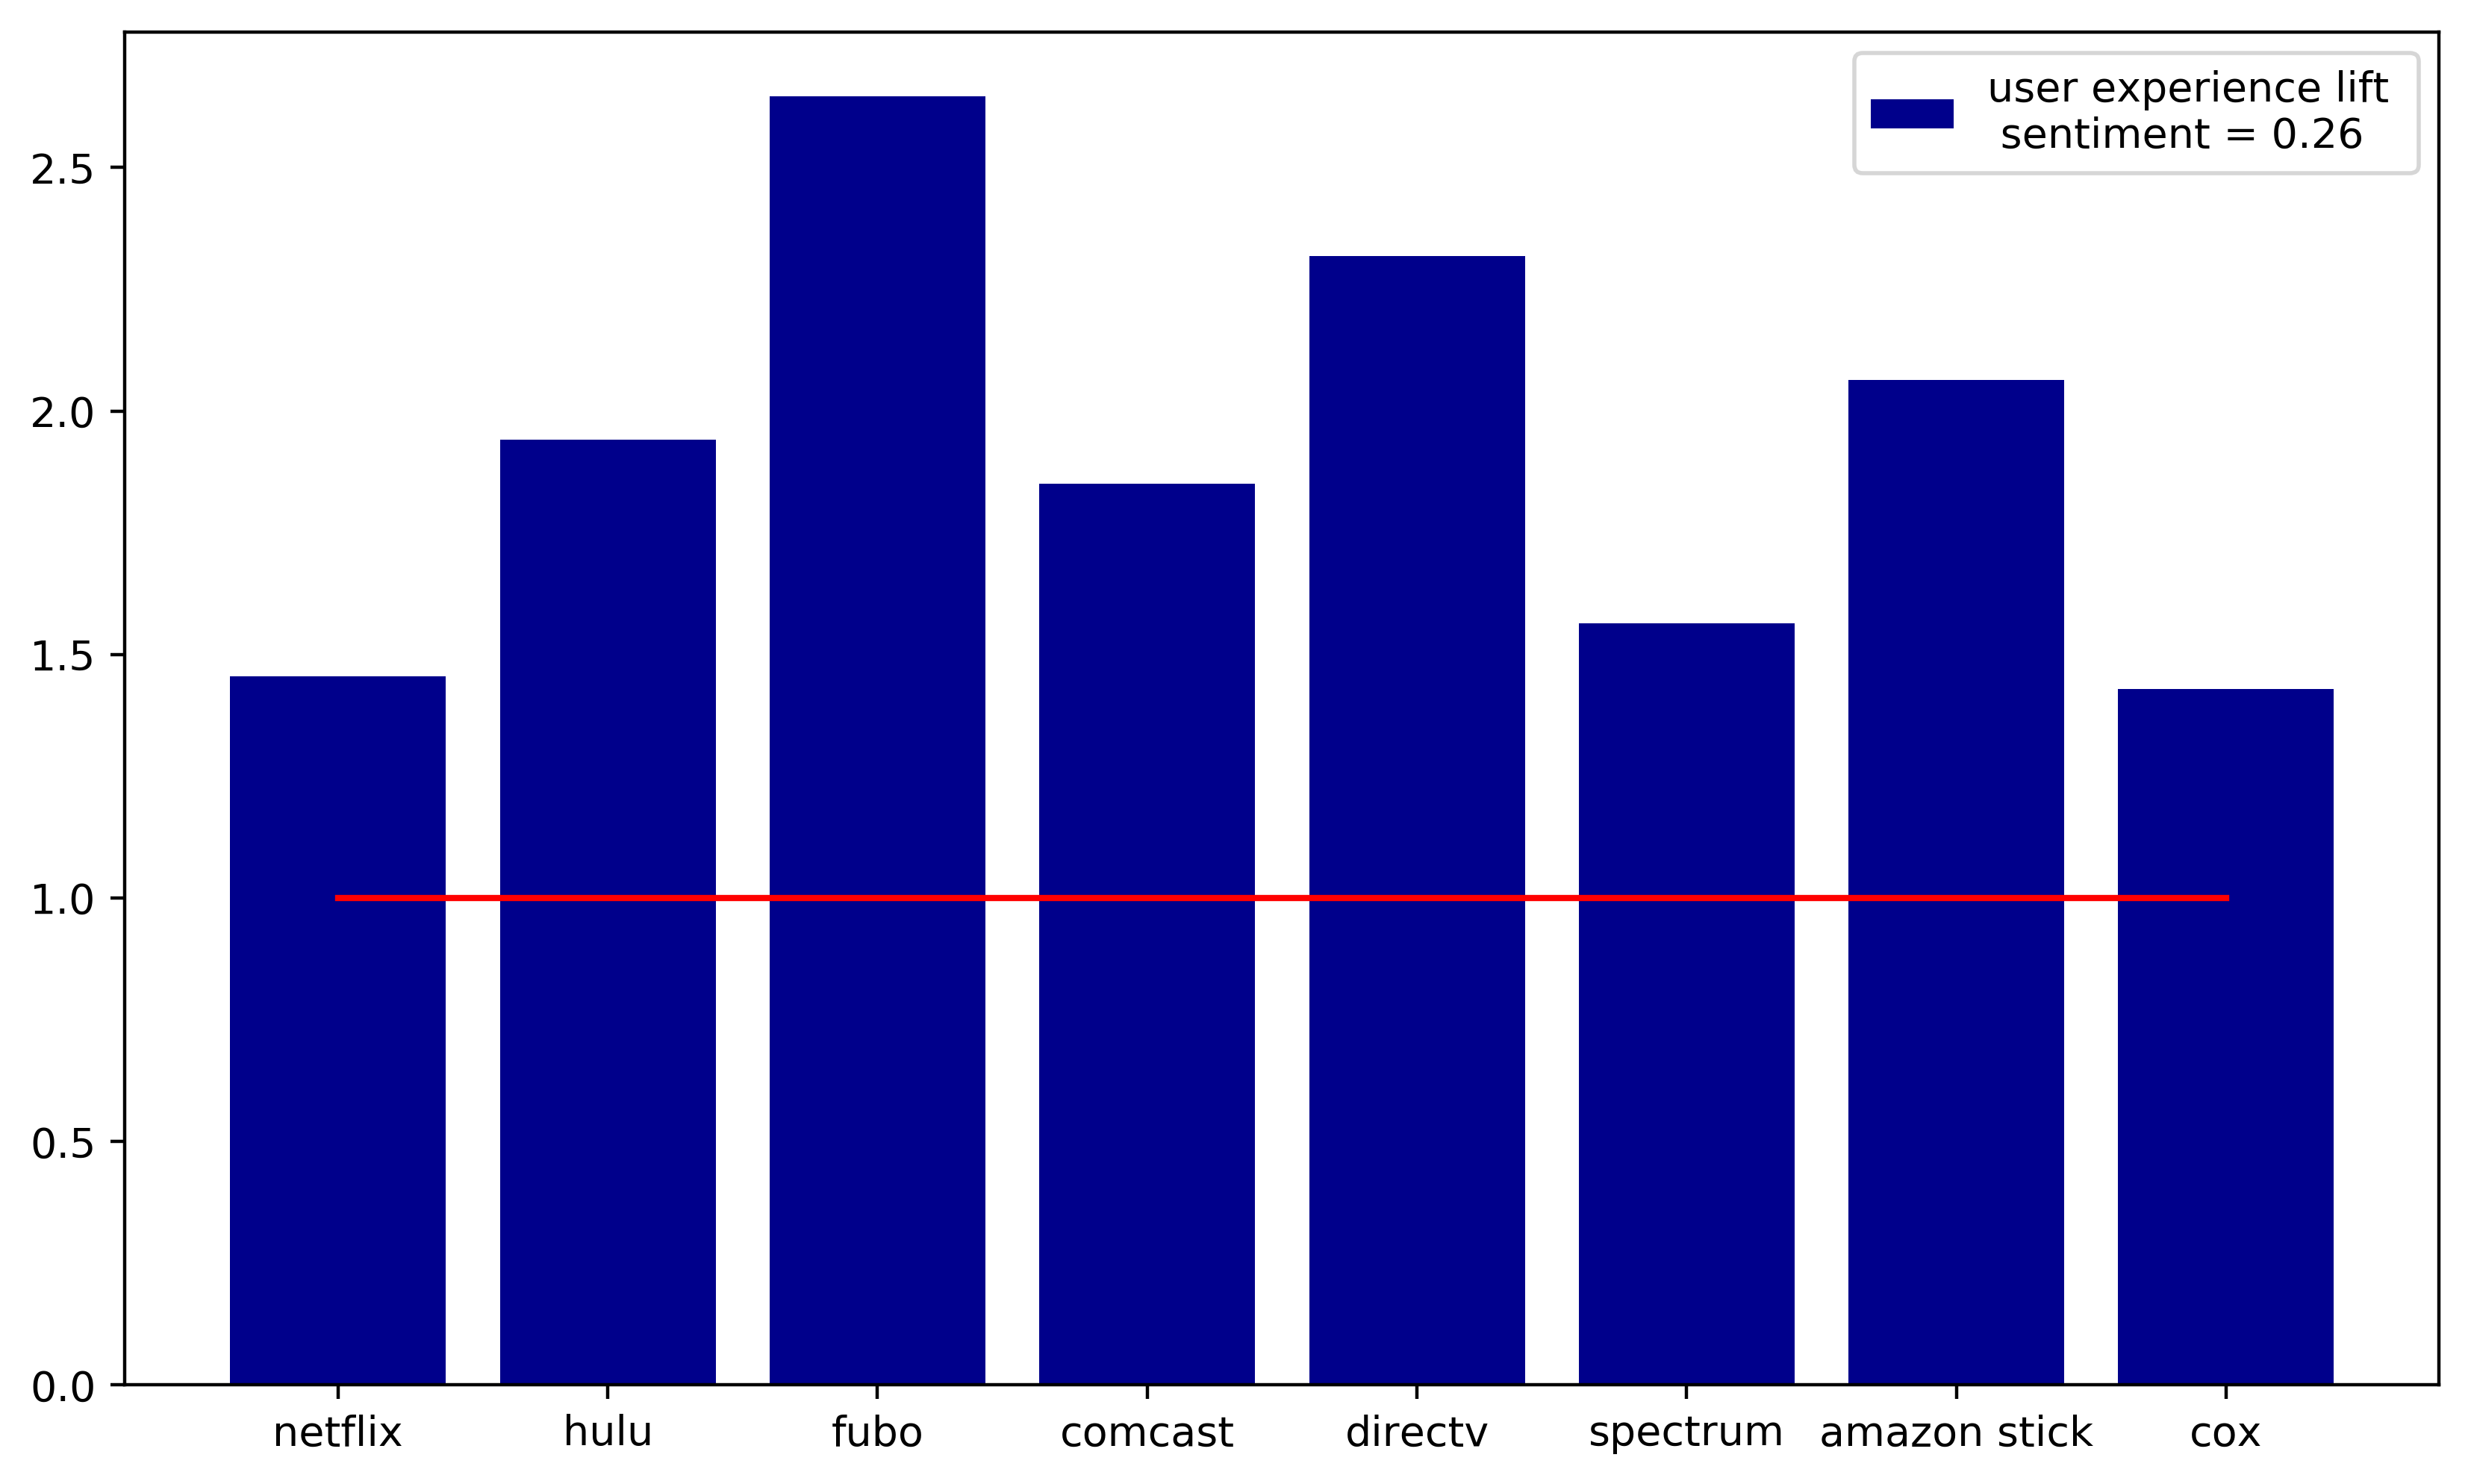 user experience lift
sentiment = 0.26
2.5
2.0
1.5
1.0
0.5
0.0
netflix hulu fubo comcast directv spectrum amazon stick cox